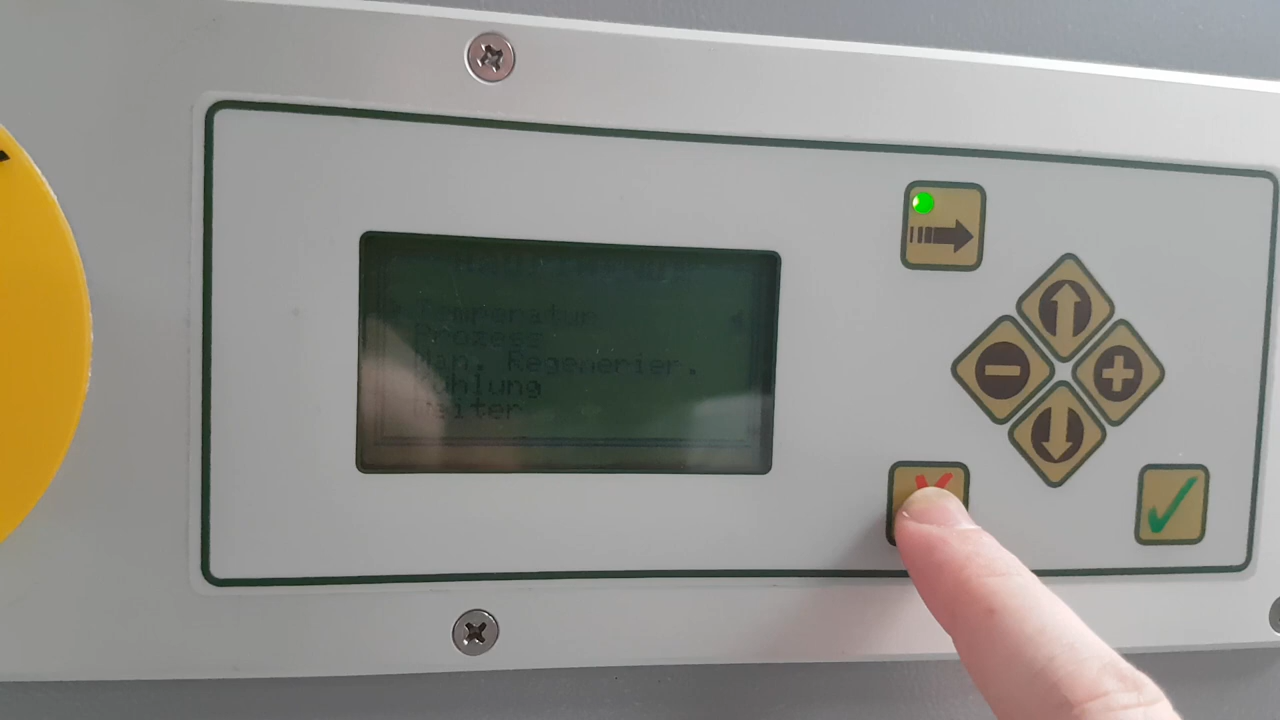 Temperatur
Prozess
Man. Regenerier.
Kühlung
Weiter